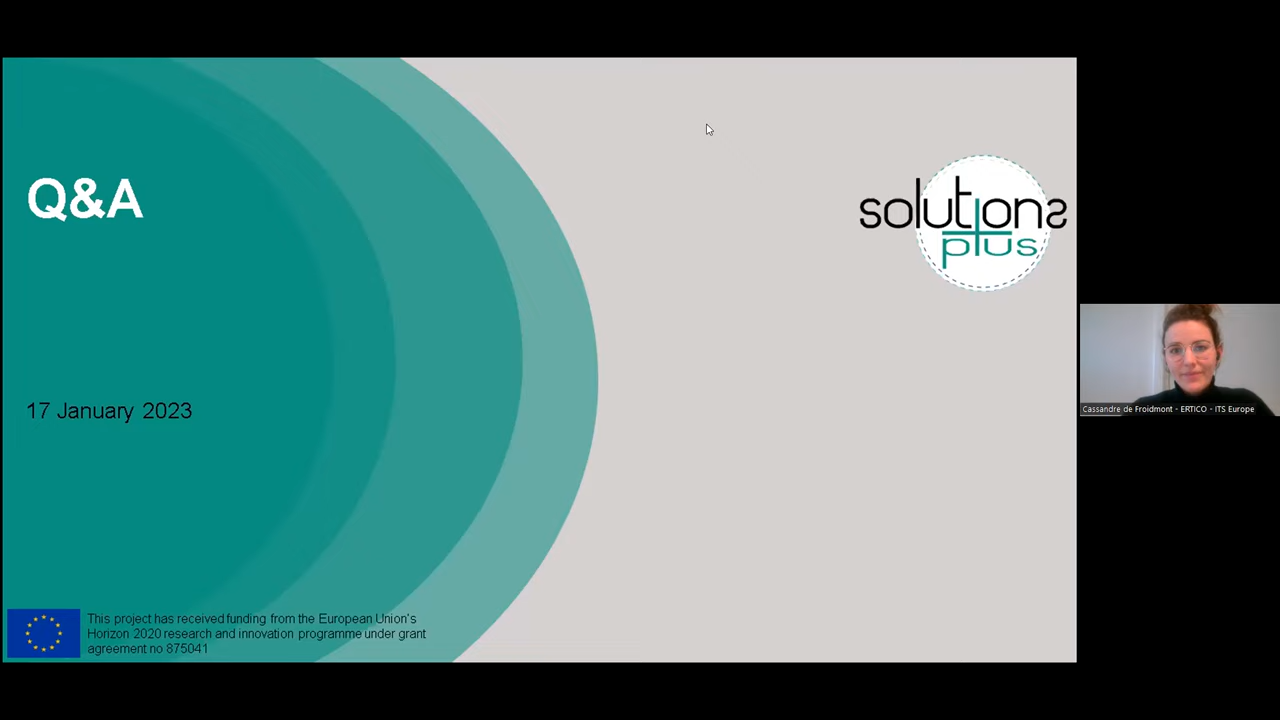 Q&A
solutions
plus
17 January 2023
Cassandre de Froidmont - ERTICO - ITS Europe
This project has received funding from the European Union's
Horizon 2020 research and innovation programme under grant
agreement no 875041